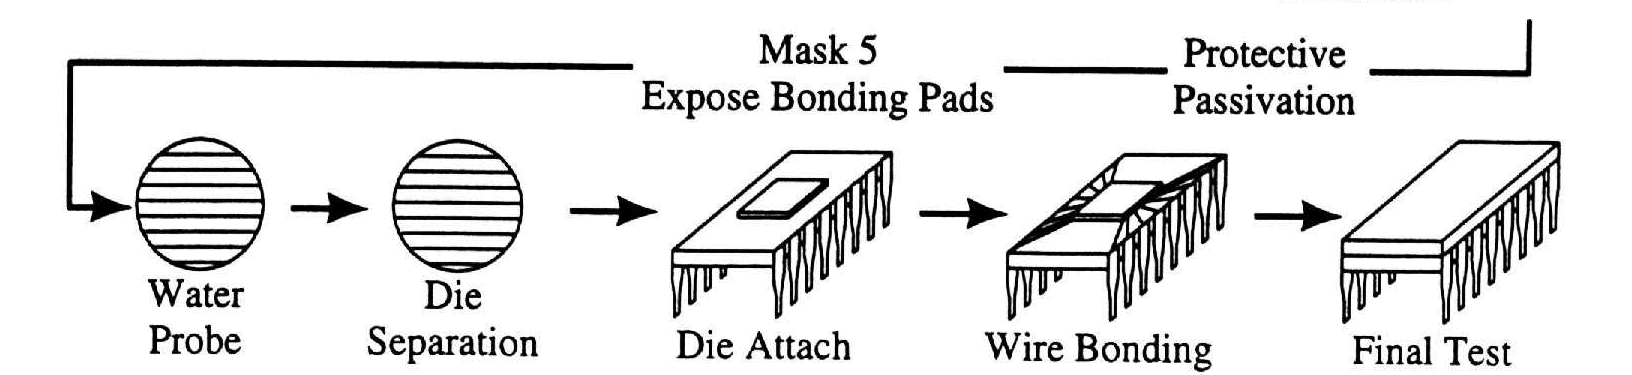 Mask 5
Expose Bonding Pads
Protective
Passivation
Water
Probe
Die
Separation
Die Attach
Wire Bonding
Final Test